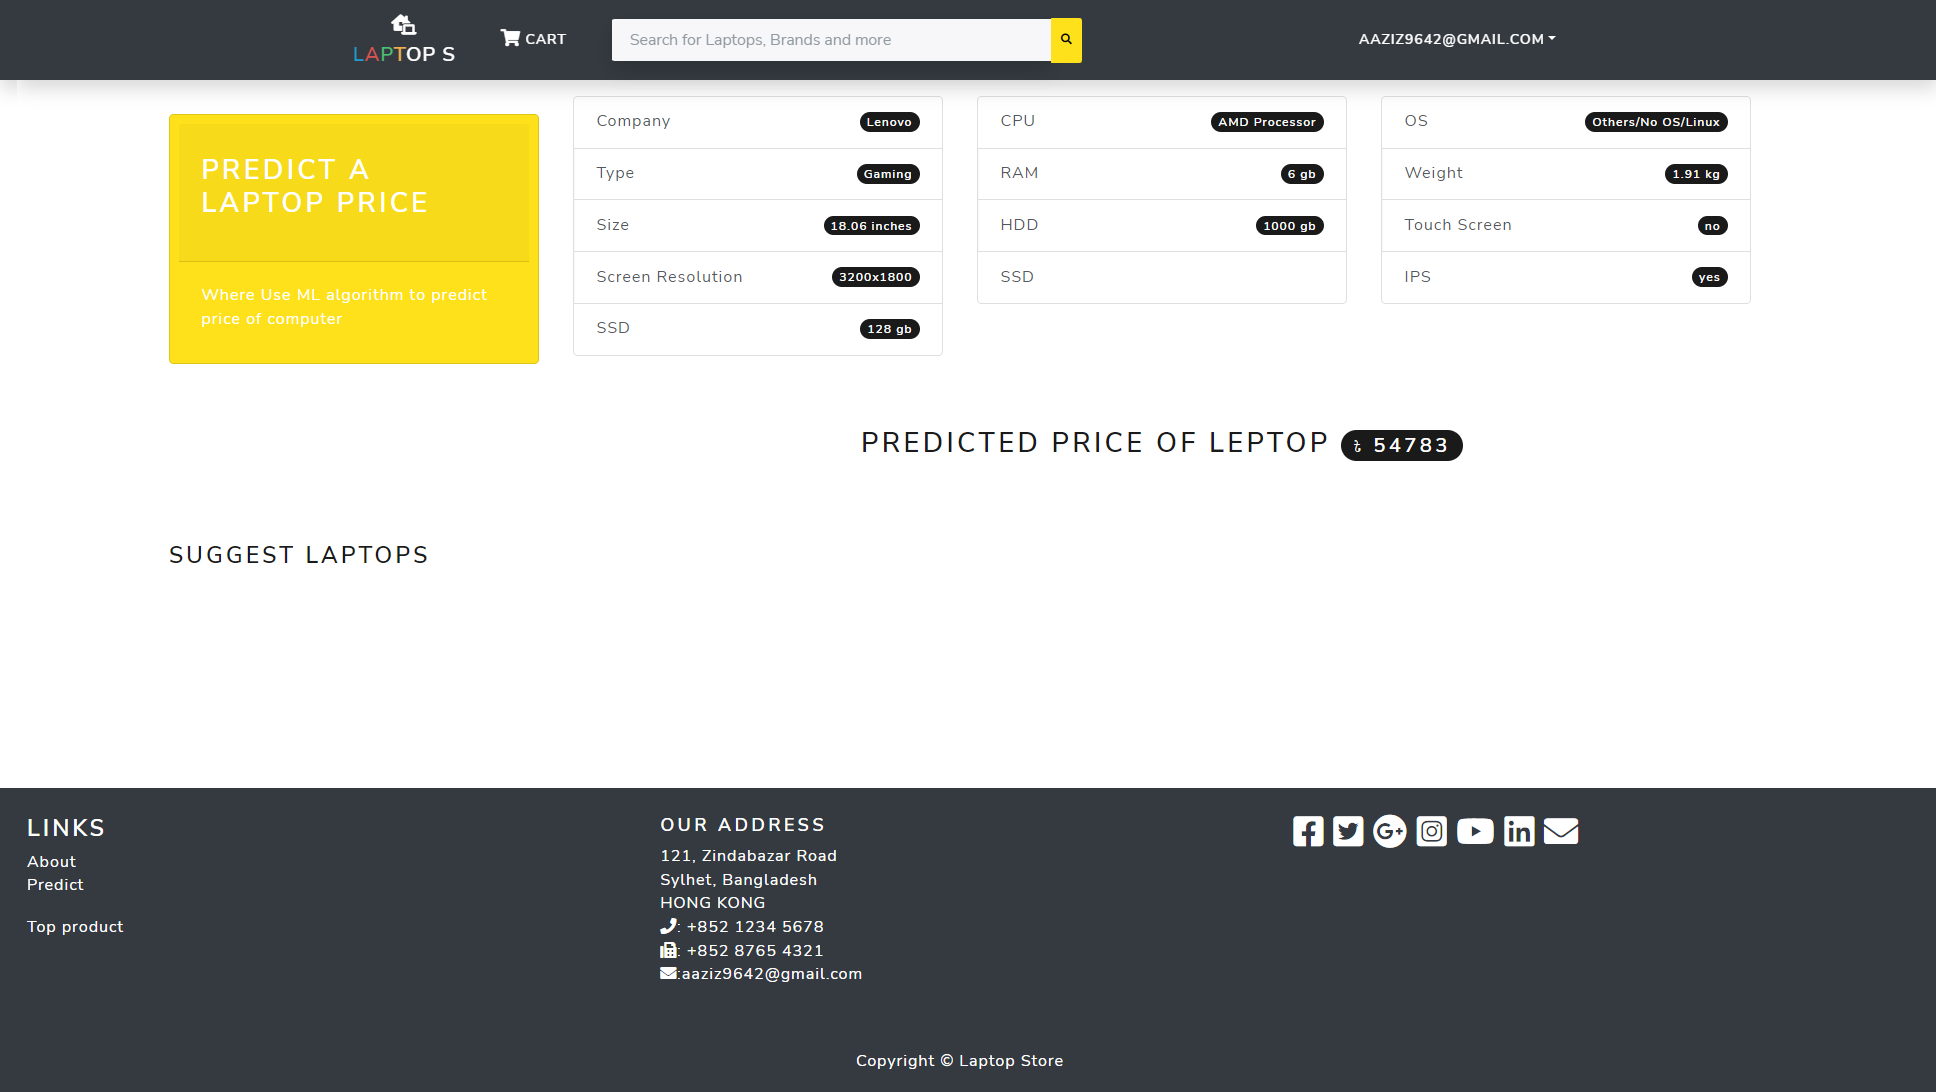 LAPTOP S
CART
Search for Laptops, Brands and more
AAZIZ9642@GMAIL.COM
PREDICT A
LAPTOP PRICE
Where Use ML algorithm to predict
price of computer
Company Lenovo
Type Gaming
Size 18.06 inches
Screen Resolution 3200x1800
SSD 128 gb
CPU AMD Processor
RAM 6 gb
HDD 1000 gb
SSD
OS Others/No OS/Linux
Weight 1.91 kg
Touch Screen no
IPS yes
PREDICTED PRICE OF LEPTOP ৳ 54783
SUGGEST LAPTOPS
LINKS
About
Predict
Top product
OUR ADDRESS
121, Zindabazar Road
Sylhet, Bangladesh
HONG KONG
: +852 1234 5678
: +852 8765 4321
:aaziz9642@gmail.com
Copyright © Laptop Store